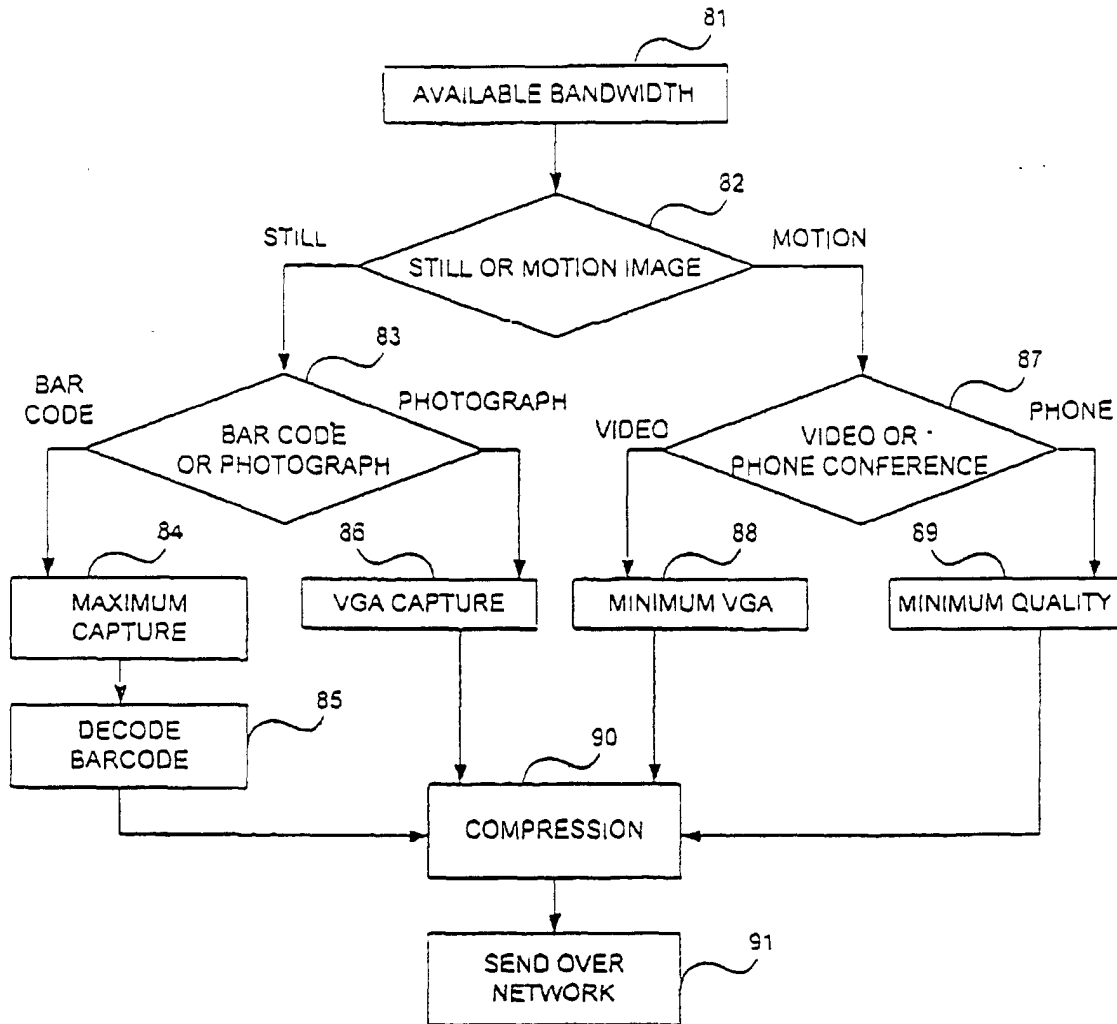 81
AVAILABLE BANDWIDTH
82
STILL
MOTION
STILL OR MOTION IMAGE
83
87
BAR
CODE
PHOTOGRAPH
VIDEO
PHONE
BAR CODE
OR PHOTOGRAPH
VIDEO OR
PHONE CONFERENCE
84
86
88
89
MAXIMUM
CAPTURE
VGA CAPTURE
MINIMUM VGA
MINIMUM QUALITY
85
DECODE
BARCODE
90
COMPRESSION
91
SEND OVER
NETWORK